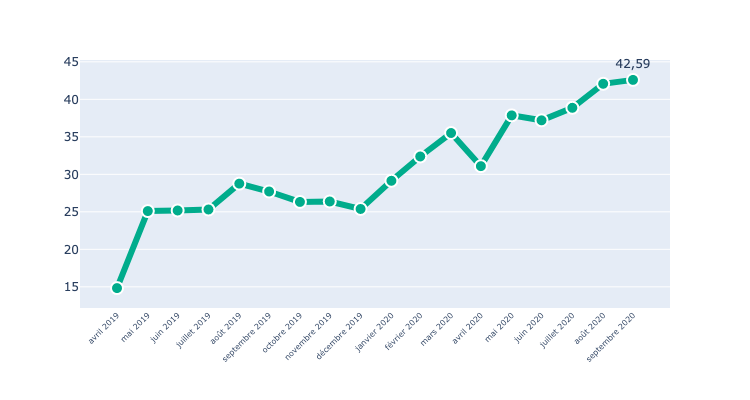 45
42,59
40
35
30
25
20
15
avril 2019
mai 2019
juin 2019
juillet 2019
août 2019
septembre 2019
octobre 2019
novembre 2019
décembre 2019
janvier 2020
février 2020
mars 2020
avril 2020
mai 2020
juin 2020
juillet 2020
août 2020
septembre 2020